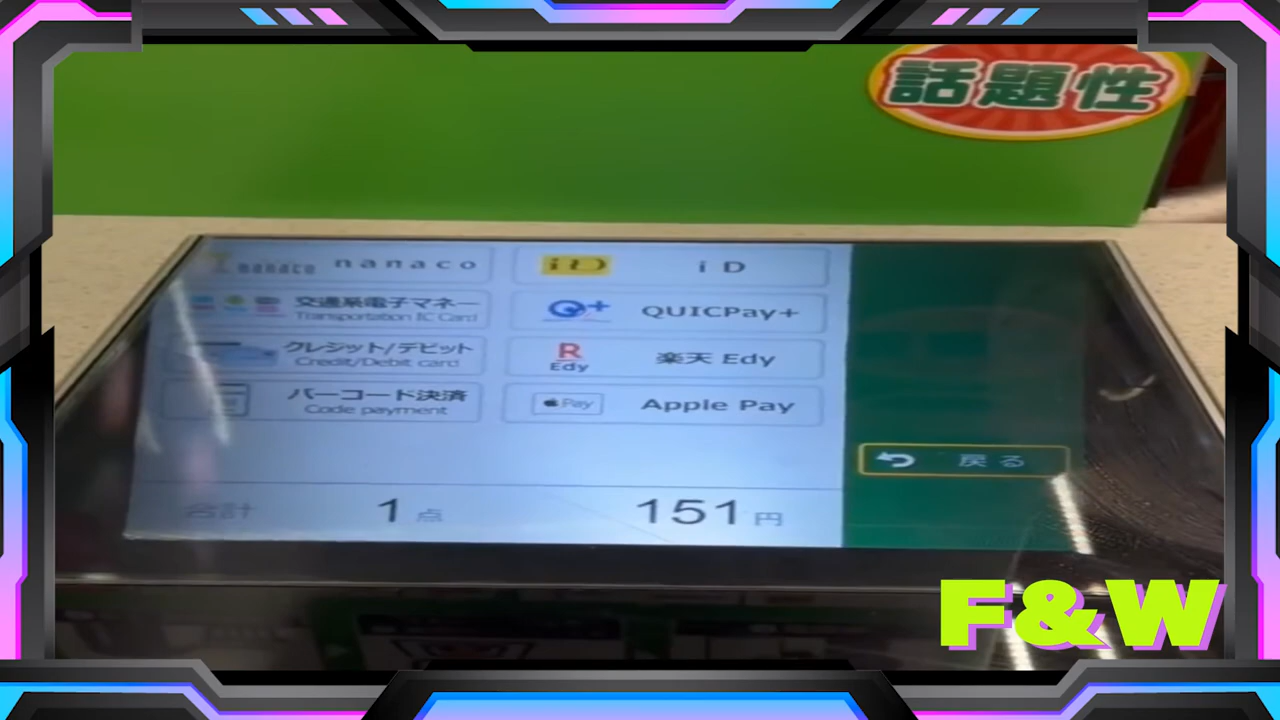 話題性
nanaco nanaco
iD iD
交通系電子マネー
Transportation IC Card
QUICPay+
クレジット/デビット
Credit/Debit card
R
Edy
楽天 Edy
バーコード決済
Code payment
Pay
Apple Pay
戻る
合計 1点 151円
F&W